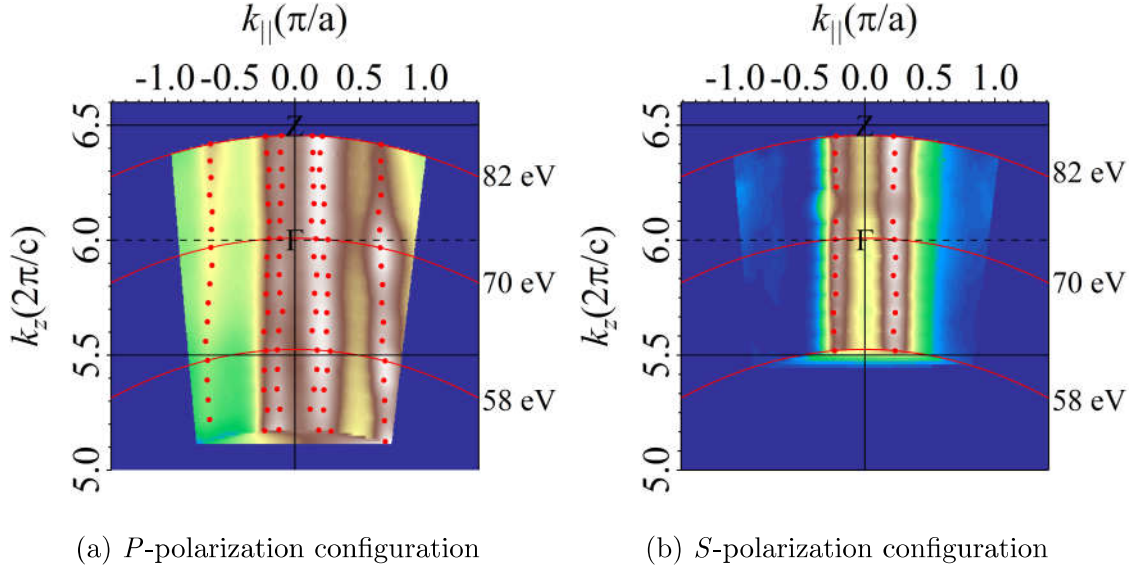 k||(π/a)
-1.0 -0.5 0.0 0.5 1.0
kz(2π/c)
6.5
6.0
5.5
5.0
Z
Γ
82 eV
70 eV
58 eV
(a) P-polarization configuration
k||(π/a)
-1.0 -0.5 0.0 0.5 1.0
kz(2π/c)
6.5
6.0
5.5
5.0
Z
Γ
82 eV
70 eV
58 eV
(b) S-polarization configuration